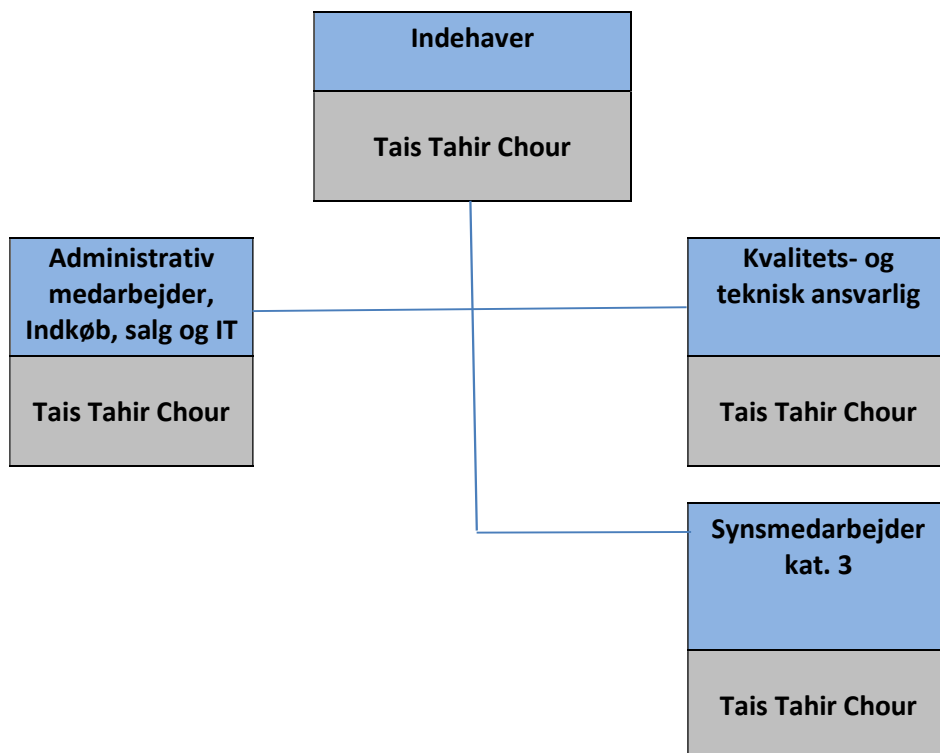 Indehaver
Tais Tahir Chour
Administrativ
medarbejder,
Indkøb, salg og IT
Tais Tahir Chour
Kvalitets- og
teknisk ansvarlig
Tais Tahir Chour
Synsmedarbejder
kat. 3
Tais Tahir Chour